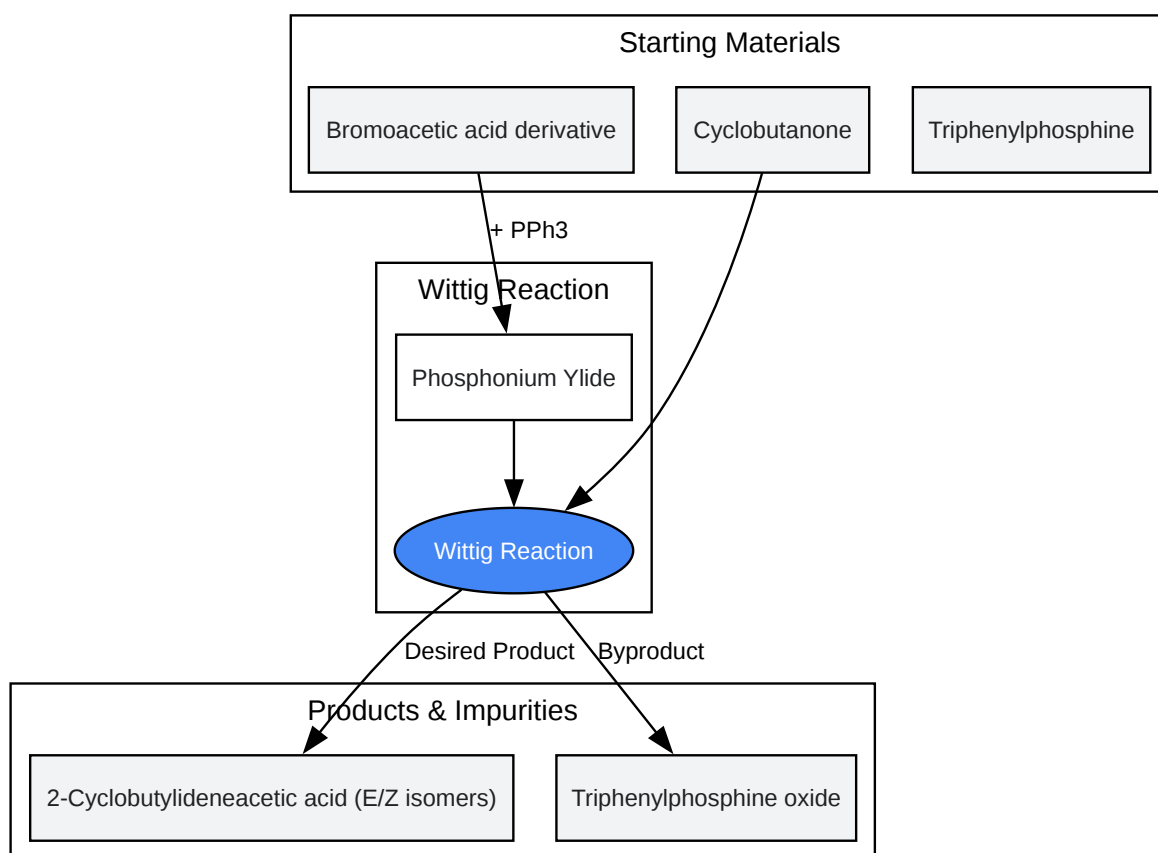 Starting Materials
Bromoacetic acid derivative
Cyclobutanone
Triphenylphosphine
+ PPh3
Wittig Reaction
Phosphonium Ylide
Wittig Reaction
Desired Product
Byproduct
Products & Impurities
2-Cyclobutylideneacetic acid (E/Z isomers)
Triphenylphosphine oxide